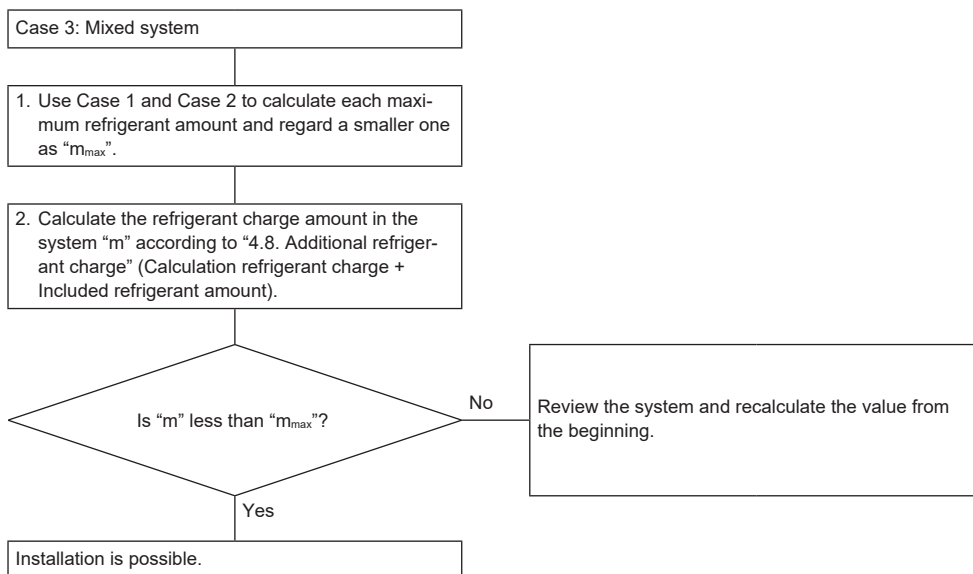 Case 3: Mixed system
1. Use Case 1 and Case 2 to calculate each maxi-
mum refrigerant amount and regard a smaller one
as “mmax”.
2. Calculate the refrigerant charge amount in the
system “m” according to “4.8. Additional refriger-
ant charge” (Calculation refrigerant charge +
Included refrigerant amount).
Is “m” less than “mmax”?
No
Review the system and recalculate the value from
the beginning.
Yes
Installation is possible.